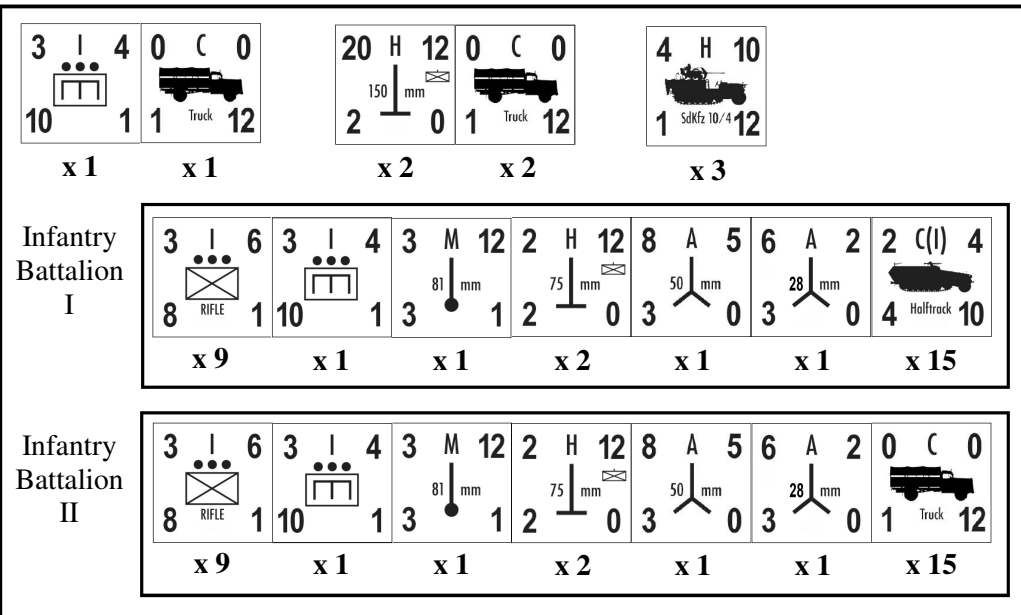 3 I 4 0 C 0 20 H 12 0 C 0 4 H 10
150 mm
10 1 1 Truck 12 2 0 1 Truck 12 1 SdKfz 10/4 12
x 1 x 1 x 2 x 2 x 3
Infantry
Battalion
I
3 I 6 3 I 4 3 M 12 2 H 12 8 A 5 6 A 2 2 C(I) 4
81 mm 75 mm 50 mm 28 mm
8 RIFLE 1 10 1 3 1 2 0 3 0 3 0 4 Halftrack 10
x 9 x 1 x 1 x 2 x 1 x 1 x 15
Infantry
Battalion
II
3 I 6 3 I 4 3 M 12 2 H 12 8 A 5 6 A 2 0 C 0
81 mm 75 mm 50 mm 28 mm
8 RIFLE 1 10 1 3 1 2 0 3 0 3 0 1 Truck 12
x 9 x 1 x 1 x 2 x 1 x 1 x 15